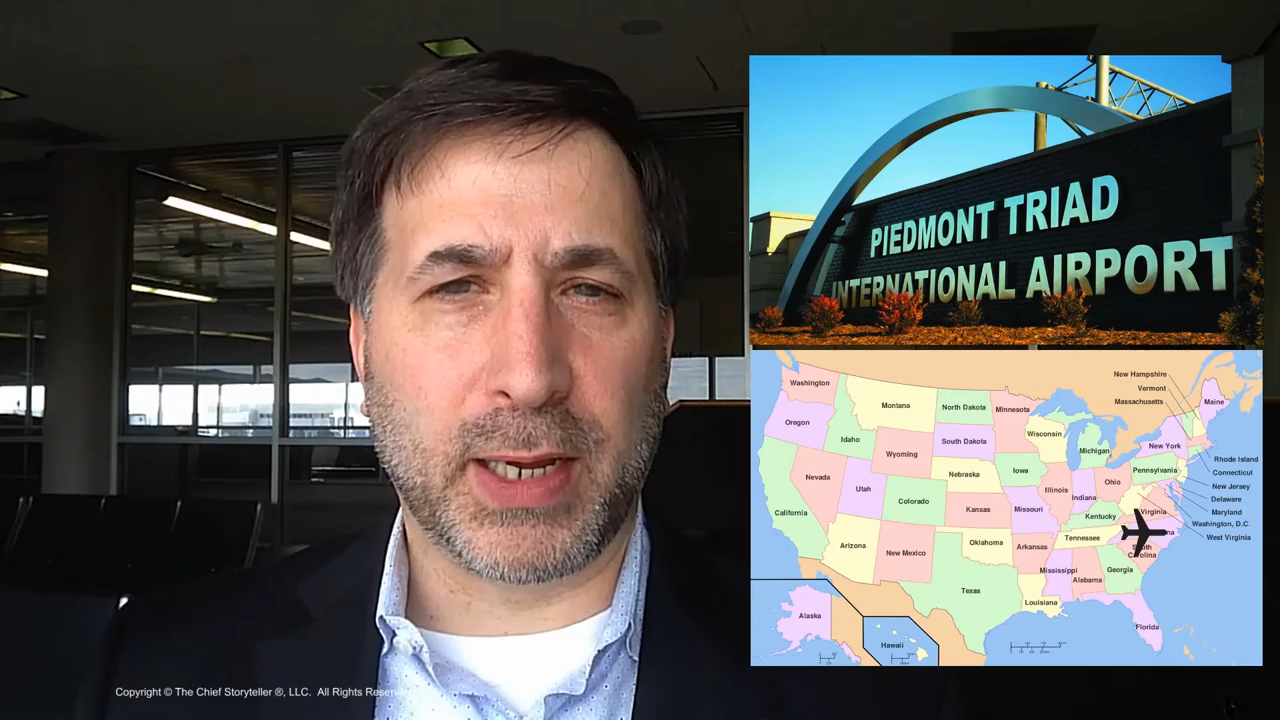 PIEDMONT TRIAD
INTERNATIONAL AIRPORT
New Hampshire
Vermont
Massachusetts
Washington
Montana
North Dakota
Minnesota
Maine
Oregon
Idaho
Wisconsin
South Dakota
Michigan
New York
Wyoming
Rhode Island
Connecticut
Nevada
Nebraska
Iowa
Pennsylvania
New Jersey
Utah
Colorado
Illinois
Indiana
Ohio
Delaware
California
Kansas
Missouri
Kentucky
Virginia
Maryland
Washington, D.C.
West Virginia
Arizona
New Mexico
Oklahoma
Arkansas
Tennessee
Carolina
Mississippi
Alabama
Georgia
Texas
Louisiana
Florida
Alaska
Hawaii
Copyright © The Chief Storyteller ®, LLC. All Rights